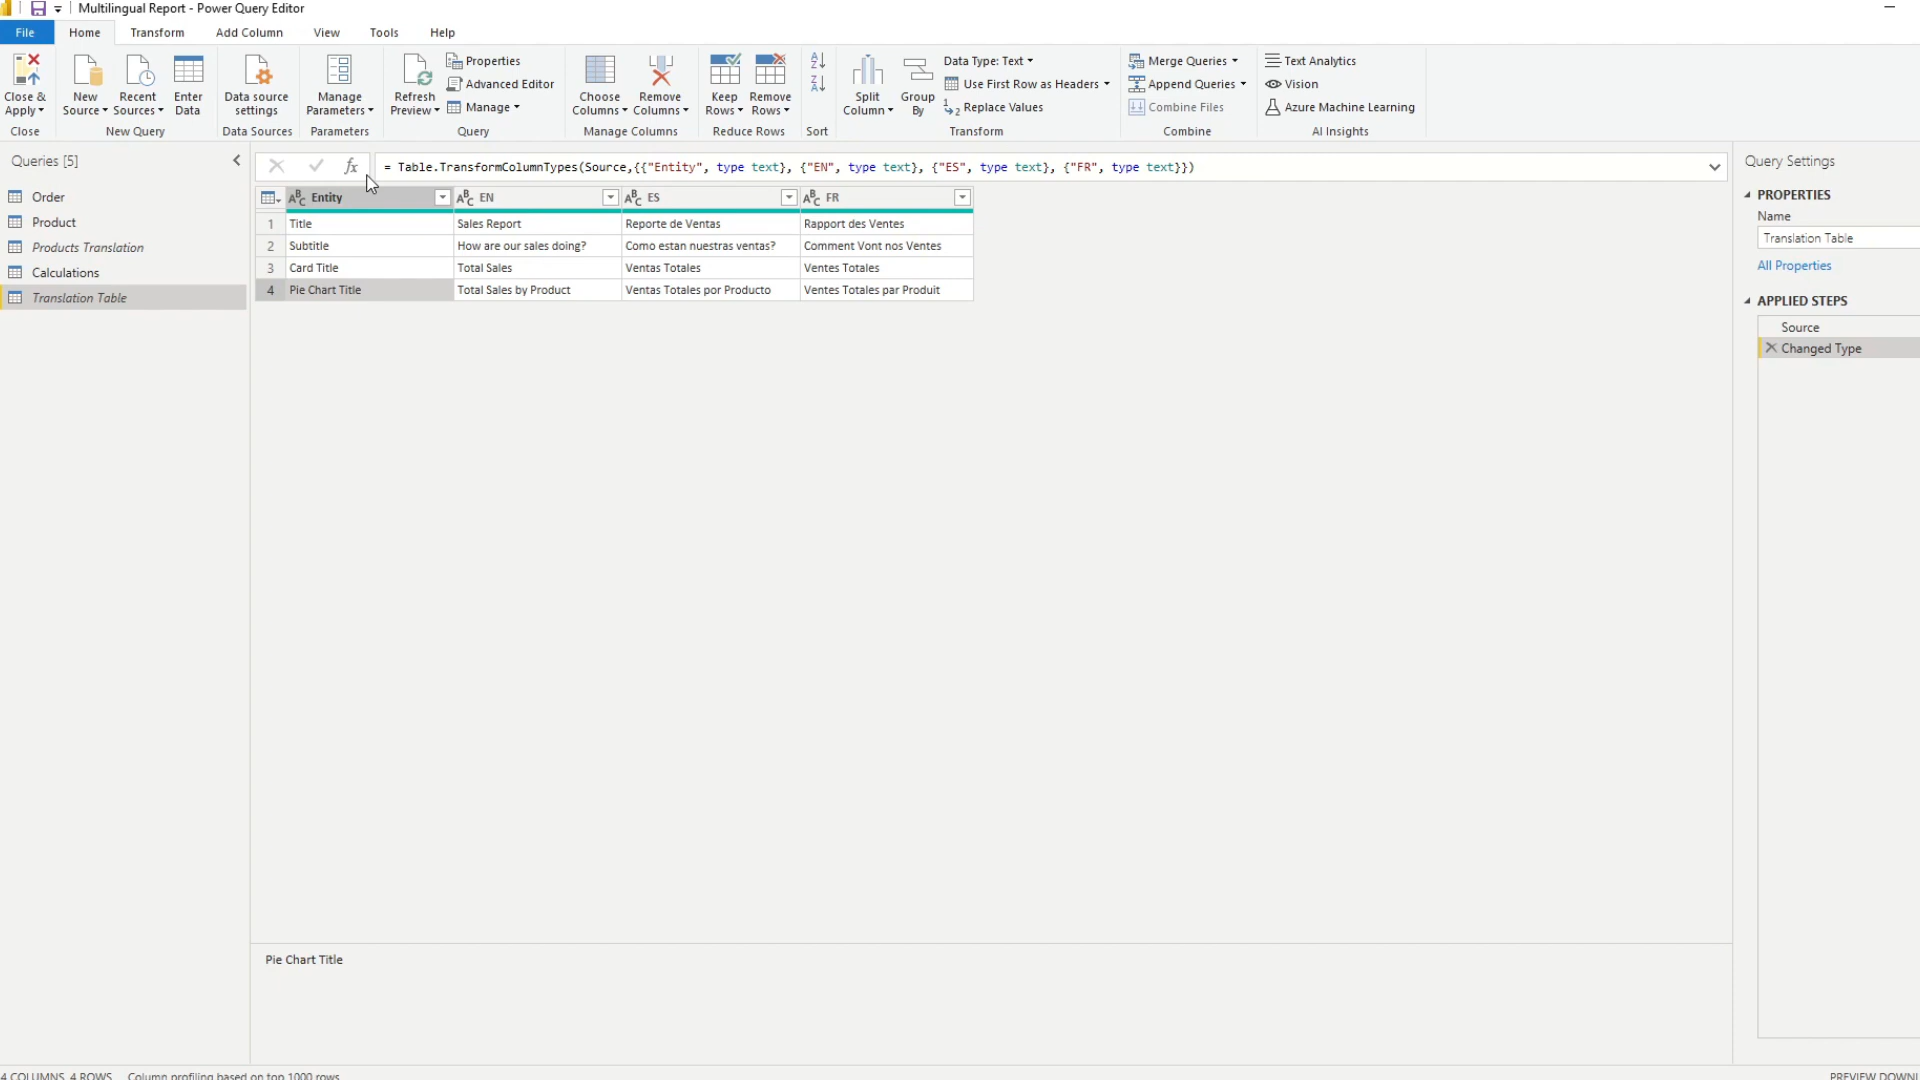 Multilingual Report - Power Query Editor
File Home Transform Add Column View Tools Help
Close & Apply
New Source
Recent Sources
Enter Data
Data source settings
Manage Parameters
Refresh Preview
Properties
Advanced Editor
Manage
Choose Columns
Remove Columns
Keep Rows
Remove Rows
Split Column
Group By
Data Type: Text
Use First Row as Headers
Replace Values
Merge Queries
Append Queries
Combine Files
Text Analytics
Vision
Azure Machine Learning
Close New Query Data Sources Parameters Query Manage Columns Reduce Rows Sort Transform Combine AI Insights
Queries [5]
Order
Product
Products Translation
Calculations
Translation Table
= Table.TransformColumnTypes(Source,{{"Entity", type text}, {"EN", type text}, {"ES", type text}, {"FR", type text}})
Entity EN ES FR
1 Title Sales Report Reporte de Ventas Rapport des Ventes
2 Subtitle How are our sales doing? Como estan nuestras ventas? Comment Vont nos Ventes
3 Card Title Total Sales Ventas Totales Ventes Totales
4 Pie Chart Title Total Sales by Product Ventas Totales por Producto Ventes Totales par Produit
Pie Chart Title
Query Settings
PROPERTIES
Name
Translation Table
All Properties
APPLIED STEPS
Source
Changed Type
4 COLUMNS, 4 ROWS Column profiling based on top 1000 rows
PREVIEW DOWNL